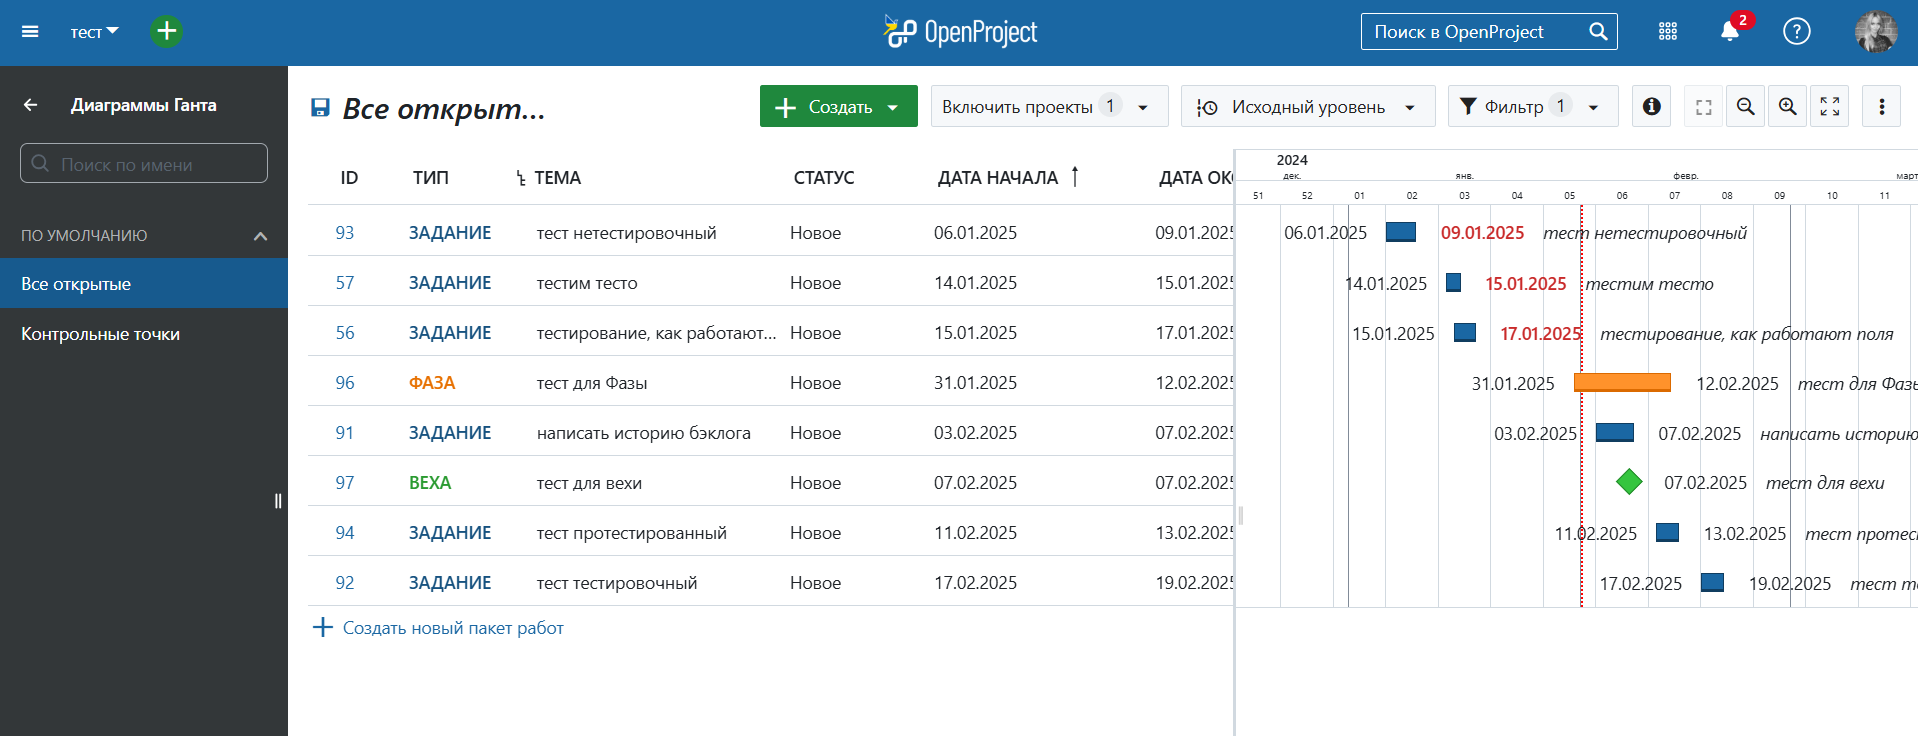 тест
OpenProject
Поиск в OpenProject
2
Диаграммы Ганта
Поиск по имени
ПО УМОЛЧАНИЮ
Все открытые
Контрольные точки
Все открыт...
Создать
Включить проекты 1
Исходный уровень
Фильтр 1
ID ТИП ТЕМА СТАТУС ДАТА НАЧАЛА ДАТА ОКО
93 ЗАДАНИЕ тест нетестировочный Новое 06.01.2025 09.01.2025
57 ЗАДАНИЕ тестим тесто Новое 14.01.2025 15.01.2025
56 ЗАДАНИЕ тестирование, как работают... Новое 15.01.2025 17.01.2025
96 ФАЗА тест для Фазы Новое 31.01.2025 12.02.2025
91 ЗАДАНИЕ написать историю бэклога Новое 03.02.2025 07.02.2025
97 ВЕХА тест для вехи Новое 07.02.2025 07.02.2025
94 ЗАДАНИЕ тест протестированный Новое 11.02.2025 13.02.2025
92 ЗАДАНИЕ тест тестировочный Новое 17.02.2025 19.02.2025
Создать новый пакет работ
2024
дек. янв. февр. март
51 52 01 02 03 04 05 06 07 08 09 10 11
06.01.2025 09.01.2025 тест нетестировочный
14.01.2025 15.01.2025 тестим тесто
15.01.2025 17.01.2025 тестирование, как работают поля
31.01.2025 12.02.2025 тест для Фазы
03.02.2025 07.02.2025 написать историю
07.02.2025 тест для вехи
11.02.2025 13.02.2025 тест протес
17.02.2025 19.02.2025 тест те